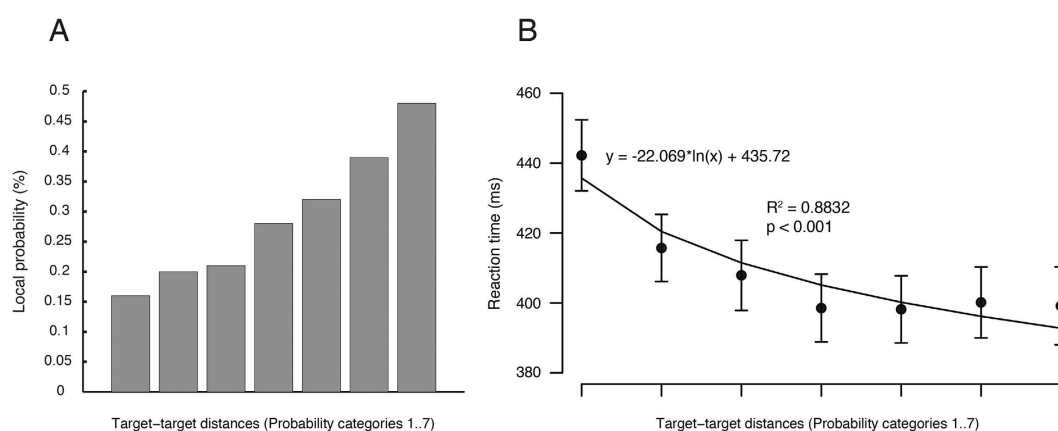 A
Local probability (%)
0.5
0.45
0.4
0.35
0.3
0.25
0.2
0.15
0.1
0.05
0
Target–target distances (Probability categories 1..7)
B
Reaction time (ms)
460
440
420
400
380
y = -22.069*ln(x) + 435.72
R² = 0.8832
p < 0.001
Target–target distances (Probability categories 1..7)